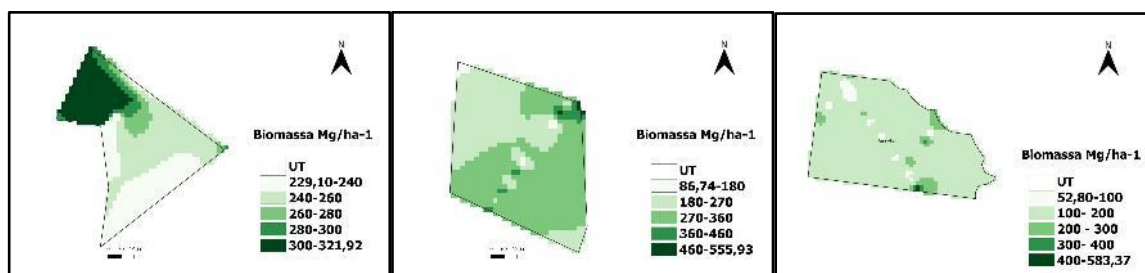 N
Biomassa Mg/ha-1
UT
229,10-240
240-260
260-280
280-300
300-321,92
N
Biomassa Mg/ha-1
UT
86,74-180
180-270
270-360
360-460
460-555,93
N
Biomassa Mg/ha-1
UT
52,80-100
100- 200
200 - 300
300- 400
400-583,37